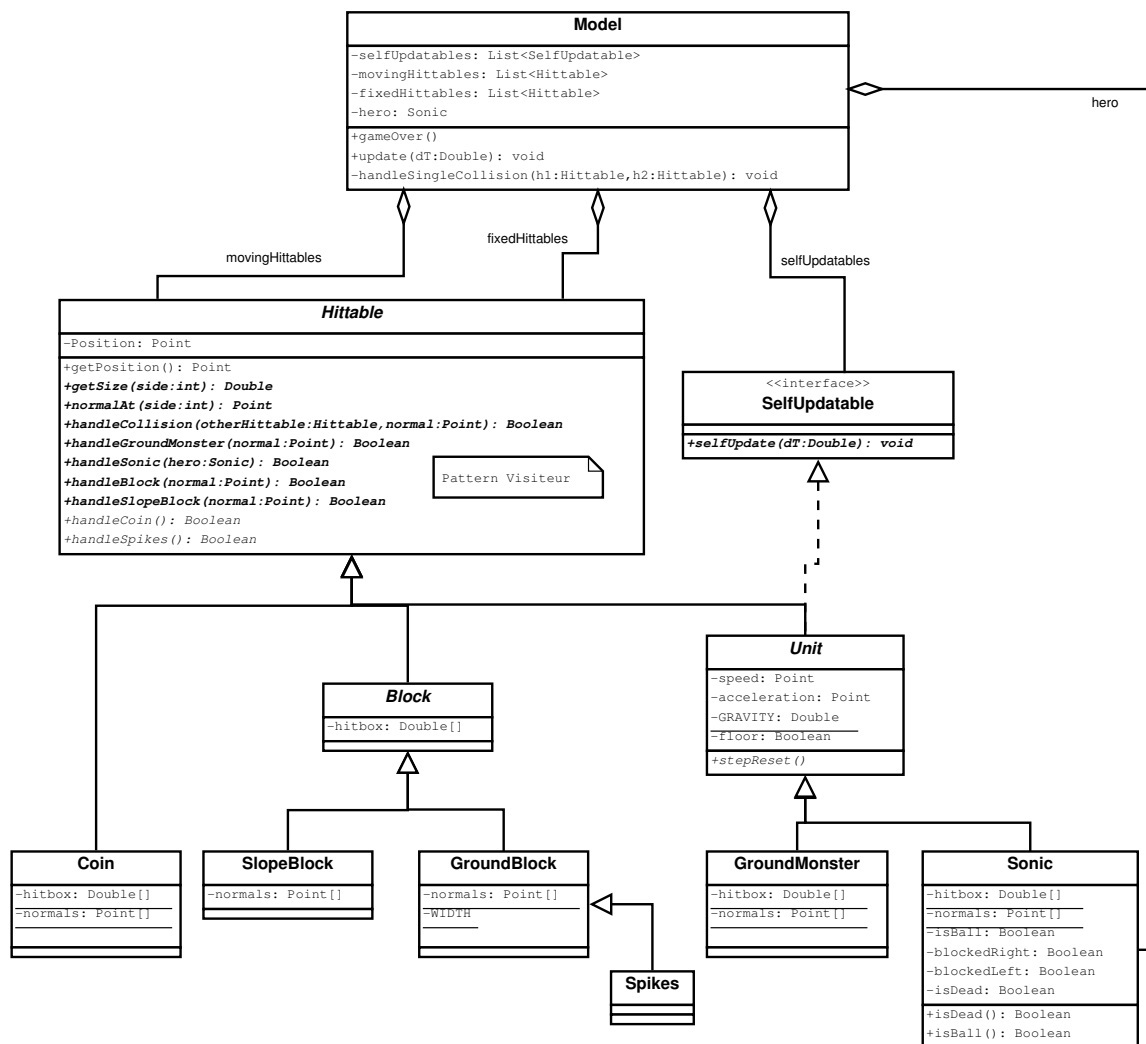 Model
-selfUpdatables: List<SelfUpdatable>
-movingHittables: List<Hittable>
-fixedHittables: List<Hittable>
-hero: Sonic
+gameOver()
+update(dT:Double): void
-handleSingleCollision(h1:Hittable,h2:Hittable): void
hero
movingHittables
fixedHittables
selfUpdatables
Hittable
-Position: Point
+getPosition(): Point
+getSize(side:int): Double
+normalAt(side:int): Point
+handleCollision(otherHittable:Hittable,normal:Point): Boolean
+handleGroundMonster(normal:Point): Boolean
+handleSonic(hero:Sonic): Boolean
+handleBlock(normal:Point): Boolean
+handleSlopeBlock(normal:Point): Boolean
+handleCoin(): Boolean
+handleSpikes(): Boolean
Pattern Visiteur
<<interface>>
SelfUpdatable
+selfUpdate(dT:Double): void
Block
-hitbox: Double[]
Unit
-speed: Point
-acceleration: Point
-GRAVITY: Double
-floor: Boolean
+stepReset()
Coin
-hitbox: Double[]
-normals: Point[]
SlopeBlock
-normals: Point[]
GroundBlock
-normals: Point[]
-WIDTH
Spikes
GroundMonster
-hitbox: Double[]
-normals: Point[]
Sonic
-hitbox: Double[]
-normals: Point[]
-isBall: Boolean
-blockedRight: Boolean
-blockedLeft: Boolean
-isDead: Boolean
+isDead(): Boolean
+isBall(): Boolean